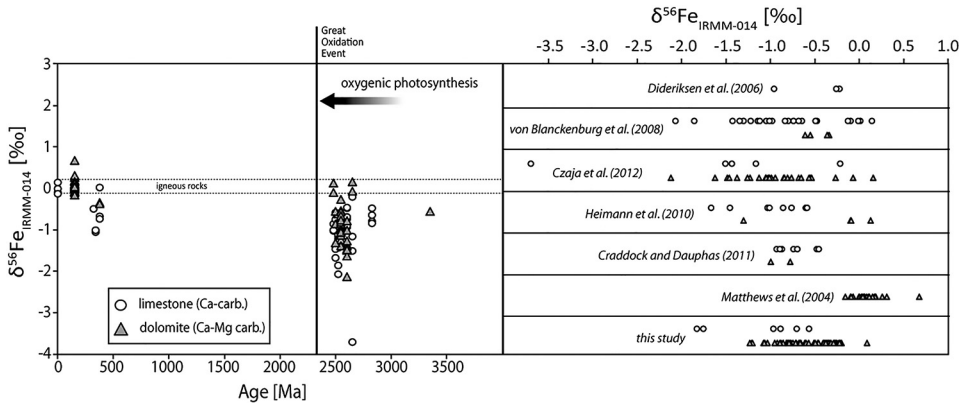 δ⁵⁶Fe_IRMM-014 [‰]
Great
Oxidation
Event
-3.5 -3.0 -2.5 -2.0 -1.5 -1.0 -0.5 0.0 0.5 1.0
3
2
1
0
-1
-2
-3
-4
δ⁵⁶Fe_IRMM-014 [‰]
oxygenic photosynthesis
igneous rocks
limestone (Ca-carb.)
dolomite (Ca-Mg carb.)
0 500 1000 1500 2000 2500 3000 3500
Age [Ma]
Dideriksen et al. (2006)
von Blanckenburg et al. (2008)
Czaja et al. (2012)
Heimann et al. (2010)
Craddock and Dauphas (2011)
Matthews et al. (2004)
this study